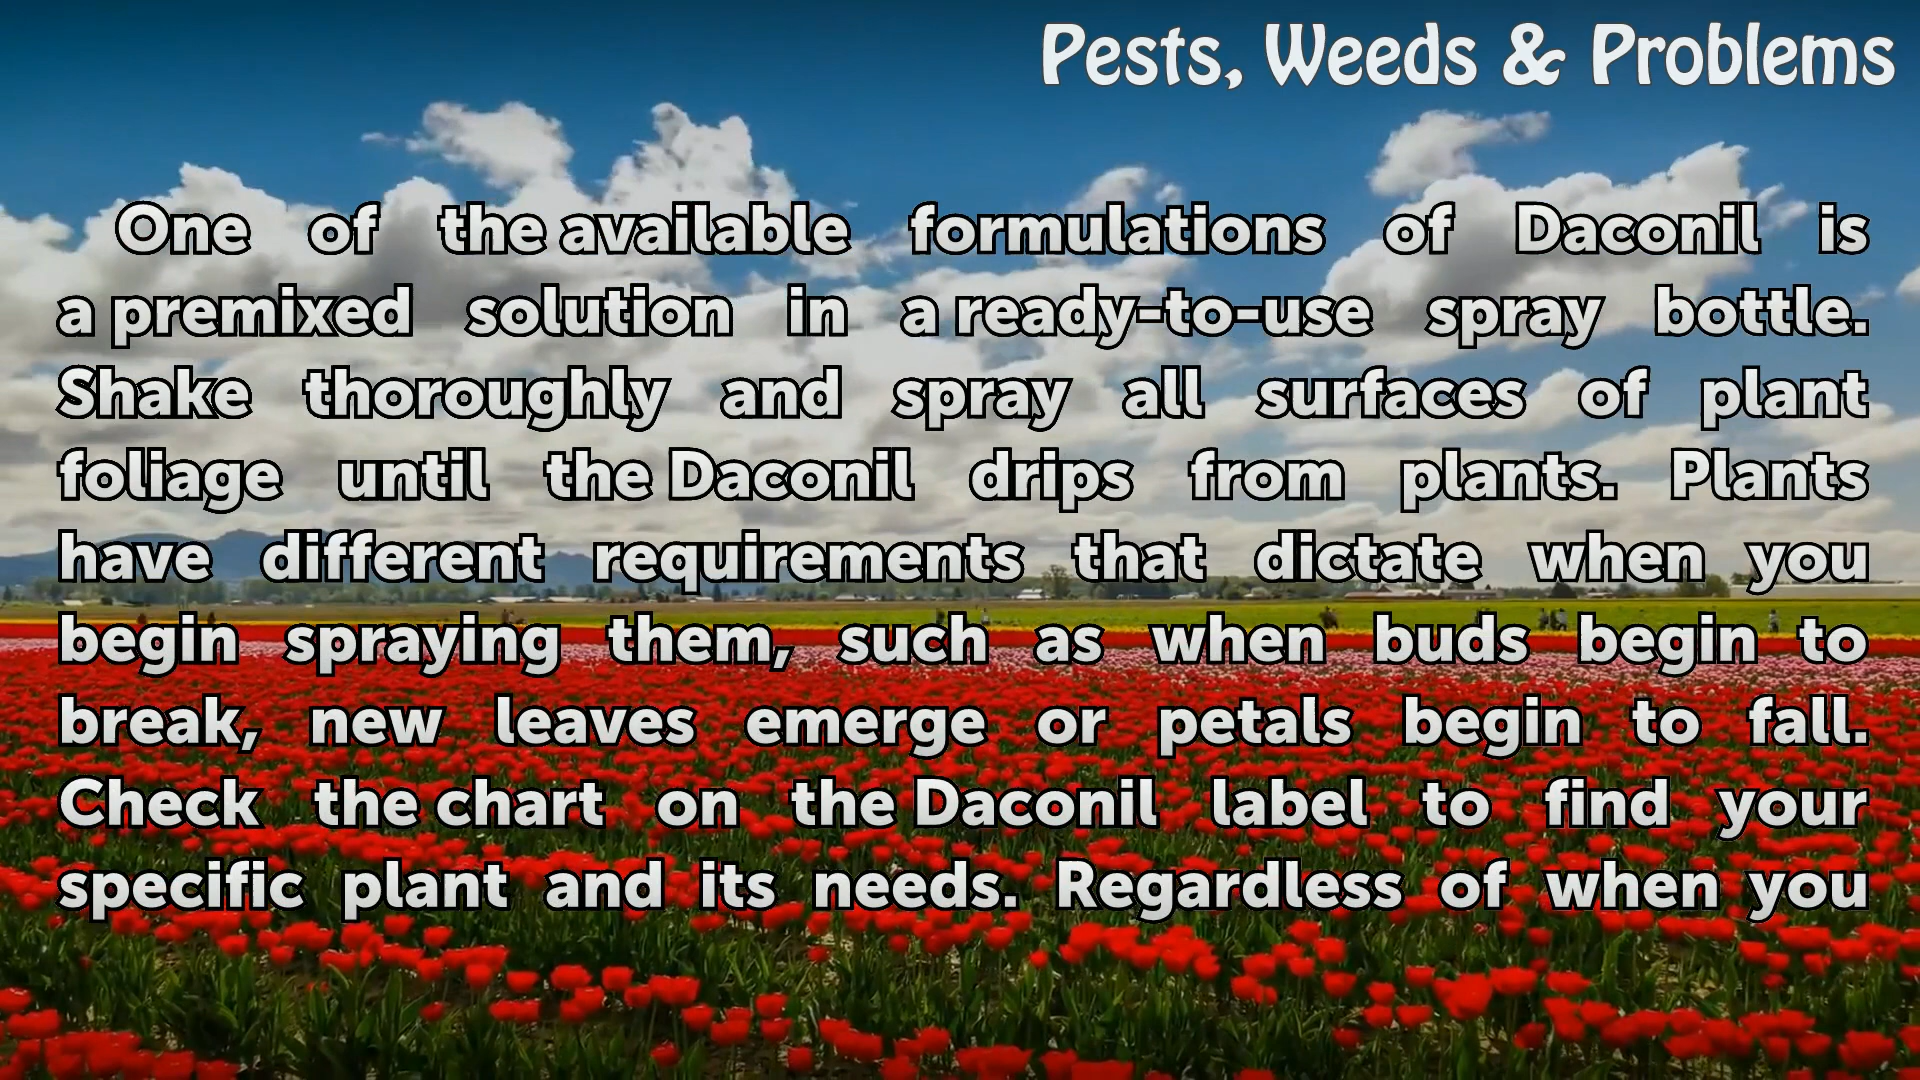 Pests, Weeds & Problems
One of the available formulations of Daconil is
a premixed solution in a ready-to-use spray bottle.
Shake thoroughly and spray all surfaces of plant
foliage until the Daconil drips from plants. Plants
have different requirements that dictate when you
begin spraying them, such as when buds begin to
break, new leaves emerge or petals begin to fall.
Check the chart on the Daconil label to find your
specific plant and its needs. Regardless of when you